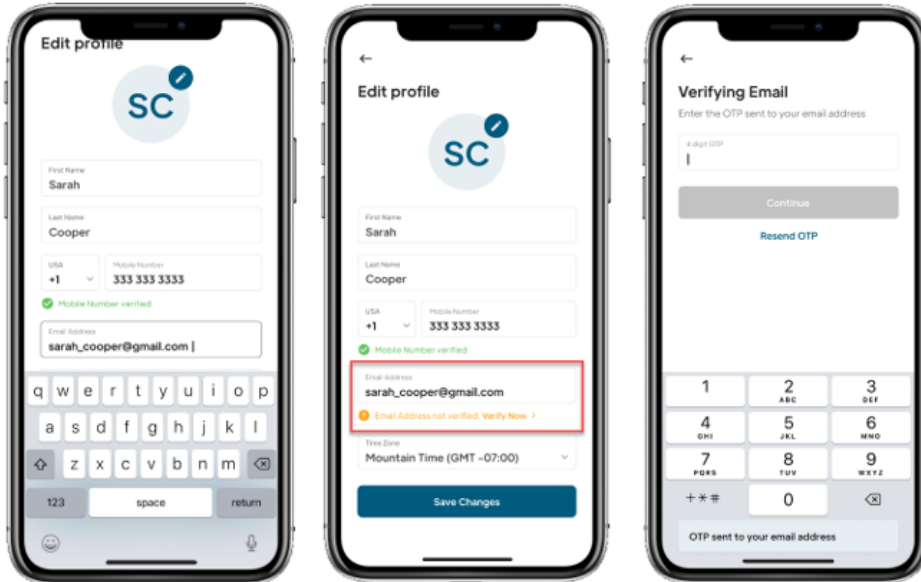 Edit profile
SC
First Name
Sarah
Last Name
Cooper
USA
+1
Mobile Number
333 333 3333
Mobile Number verified
Email Address
sarah_cooper@gmail.com
q w e r t y u i o p
a s d f g h j k l
z x c v b n m
123 space return
Edit profile
SC
First Name
Sarah
Last Name
Cooper
USA
+1
Mobile Number
333 333 3333
Mobile Number verified
Email Address
sarah_cooper@gmail.com
Email Address not verified. Verify Now >
Time Zone
Mountain Time (GMT -07:00)
Save Changes
Verifying Email
Enter the OTP sent to your email address
4 digit OTP
Continue
Resend OTP
1 2 3
ABC DEF
4 5 6
GHI JKL MNO
7 8 9
PQRS TUV WXYZ
+*# 0
OTP sent to your email address